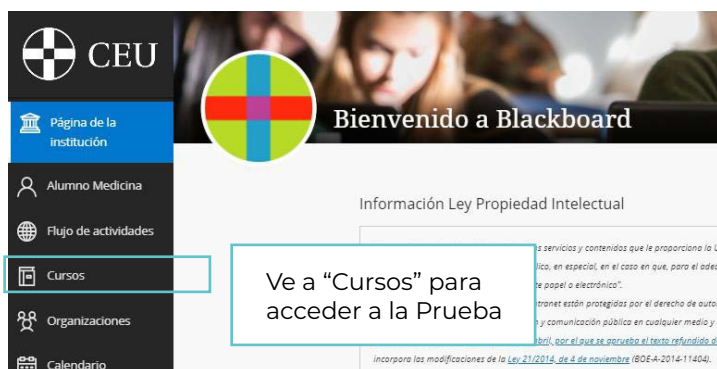 CEU
Página de la
institución
Alumno Medicina
Flujo de actividades
Cursos
Organizaciones
Calendario
Bienvenido a Blackboard
Información Ley Propiedad Intelectual
s servicios y contenidos que le proporciona la
lico, en especial, en el caso en que, para el
te papel o electrónico".
tranet están protegidas por el derecho de
n y comunicación pública en cualquier medio y
abril, por el que se aprueba el texto refundido
incorpora las modificaciones de la Ley 21/2014, de 4 de noviembre (BOE-A-2014-11404).
Ve a “Cursos” para
acceder a la Prueba